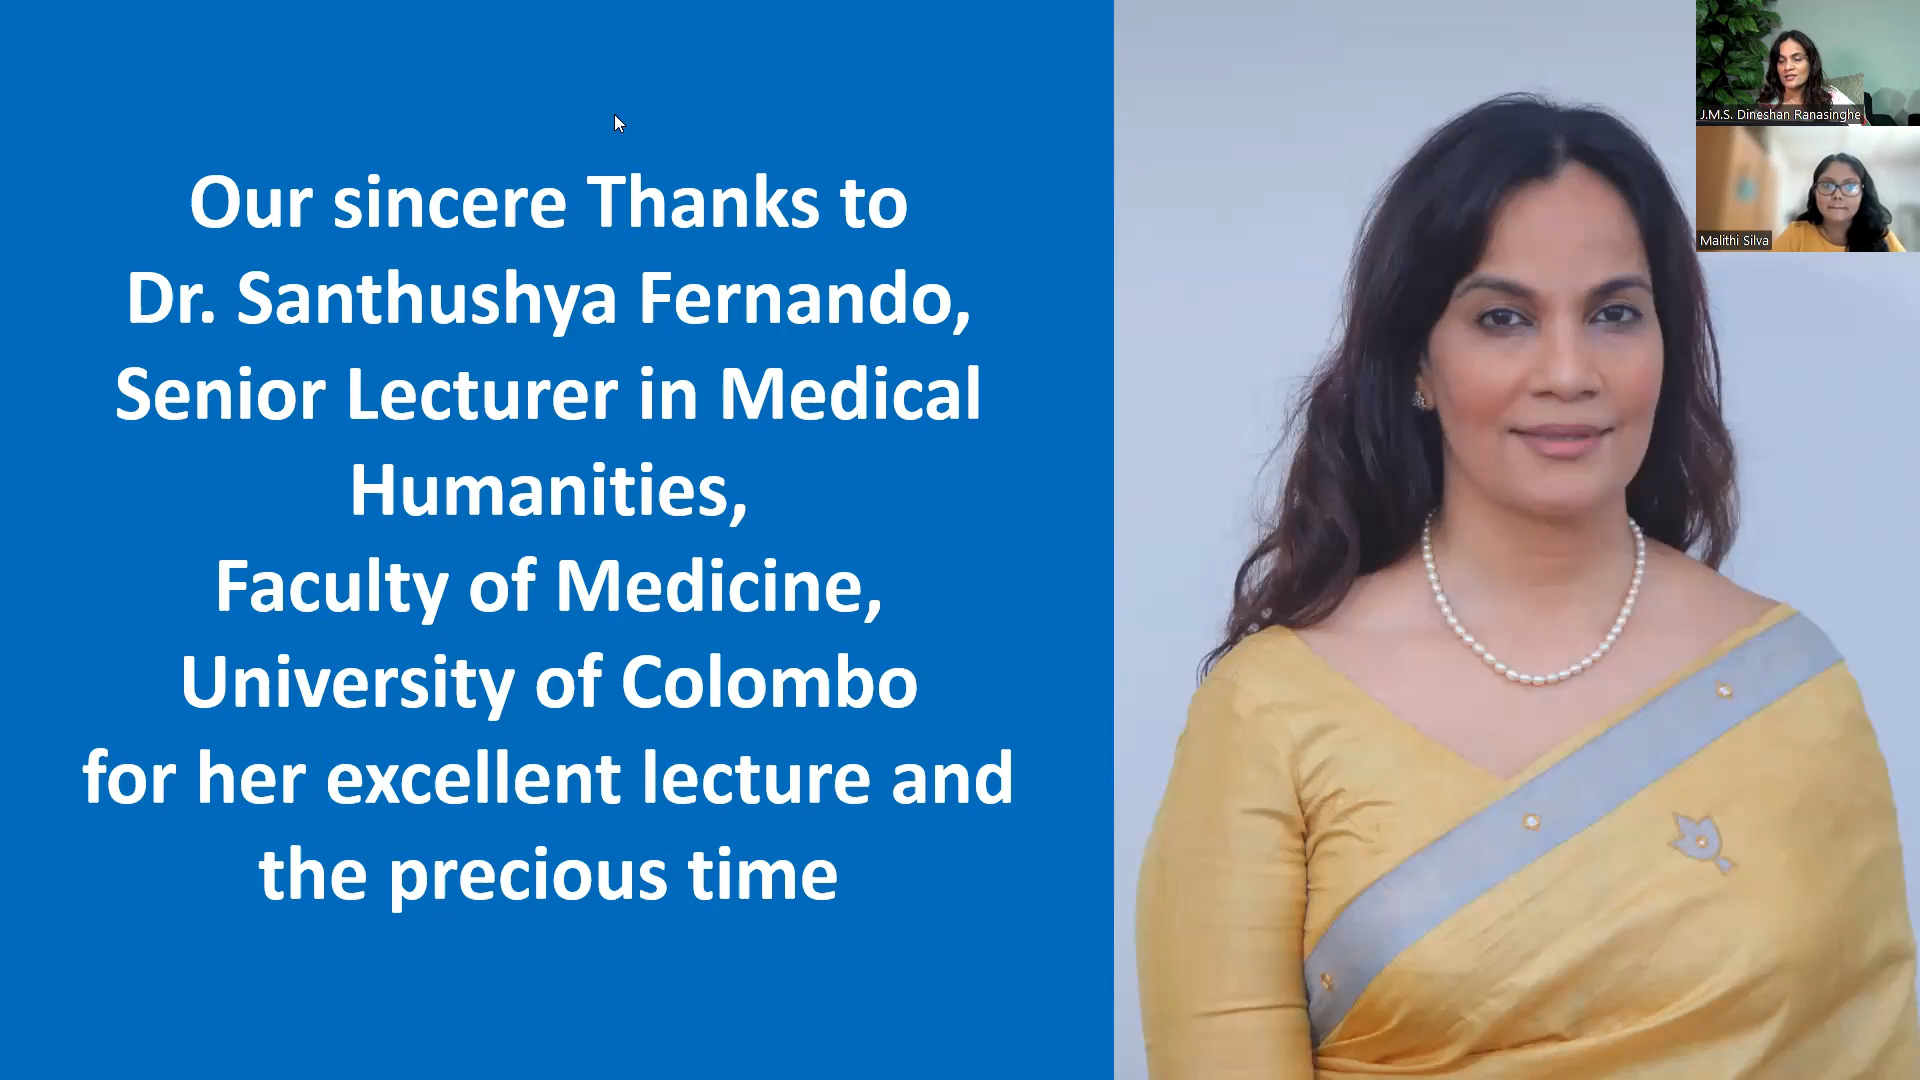 Our sincere Thanks to
Dr. Santhushya Fernando,
Senior Lecturer in Medical
Humanities,
Faculty of Medicine,
University of Colombo
for her excellent lecture and
the precious time
J.M.S. Dineshan Ranasinghe
Malithi Silva